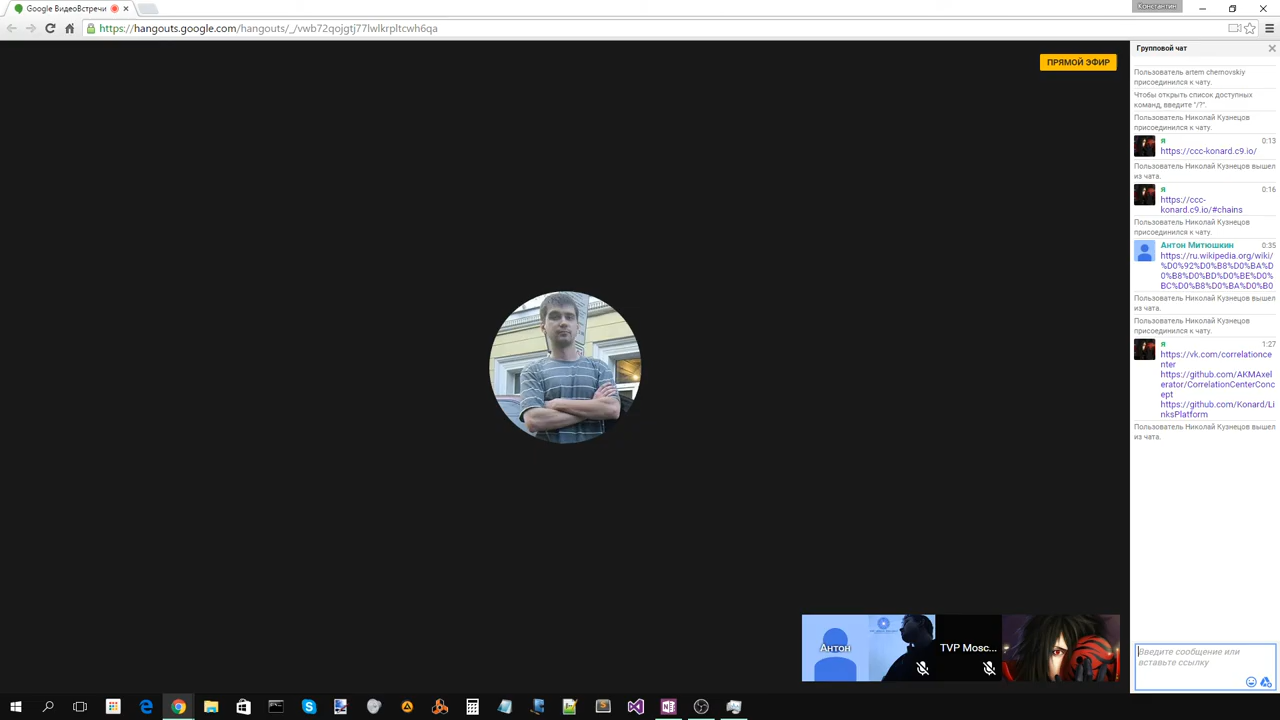 Google ВидеоВстречи
Константин
https://hangouts.google.com/hangouts/_/vwb72qojgtj77lwlkrpltcwh6qa
ПРЯМОЙ ЭФИР
Групповой чат
Пользователь artem chernovskiy
присоединился к чату.
Чтобы открыть список доступных
команд, введите "/?".
Пользователь Николай Кузнецов
присоединился к чату.
я 0:13
https://ccc-konard.c9.io/
Пользователь Николай Кузнецов вышел
из чата.
я 0:16
https://ccc-
konard.c9.io/#chains
Пользователь Николай Кузнецов
присоединился к чату.
Антон Митюшкин 0:35
https://ru.wikipedia.org/wiki/
%D0%92%D0%B8%D0%BA%D
0%B8%D0%BD%D0%BE%D0%
BC%D0%B8%D0%BA%D0%B0
Пользователь Николай Кузнецов вышел
из чата.
Пользователь Николай Кузнецов
присоединился к чату.
я 1:27
https://vk.com/correlationce
nter
https://github.com/AKMAxel
erator/CorrelationCenterConc
ept
https://github.com/Konard/Li
nksPlatform
Пользователь Николай Кузнецов вышел
из чата.
Антон
TVP Mosc...
Введите сообщение или
вставьте ссылку